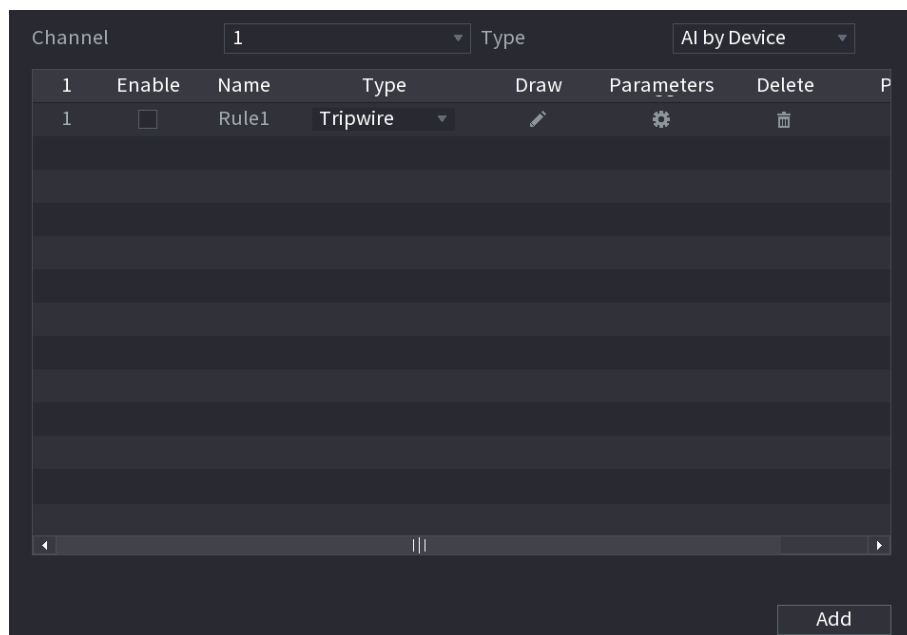 Channel 1 Type AI by Device
1 Enable Name Type Draw Parameters Delete P
1 Rule1 Tripwire
Add